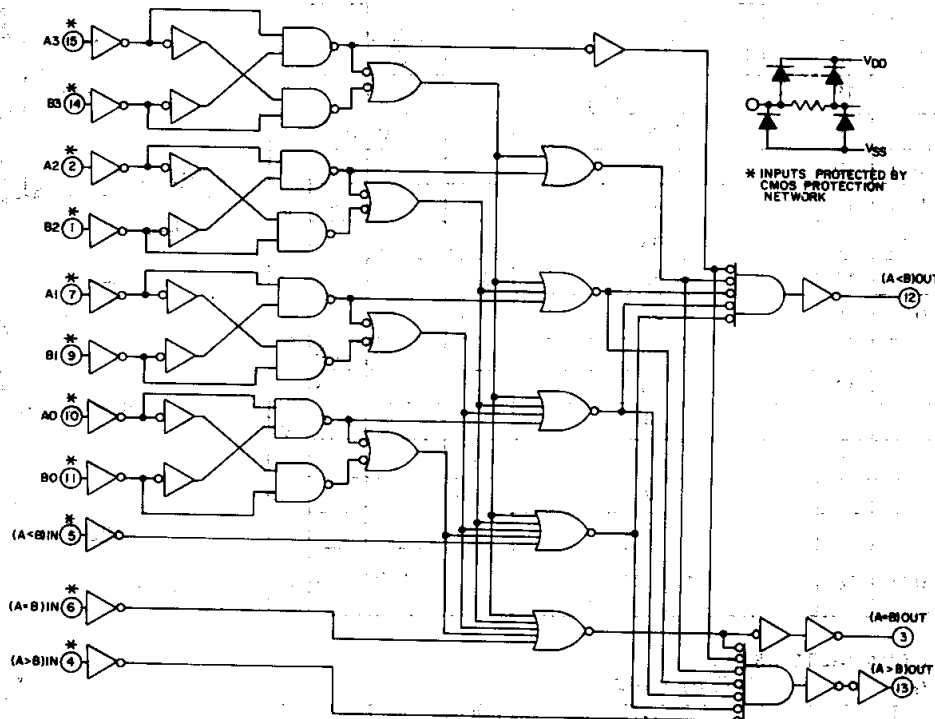 *
A3 15
*
B3 14
*
A2 2
*
B2 1
*
A1 7
*
B1 9
*
A0 10
*
B0 11
*
(A<B)IN 5
*
(A=B)IN 6
*
(A>B)IN 4
VDD
VSS
* INPUTS PROTECTED BY
CMOS PROTECTION
NETWORK
(A<B)OUT
12
(A=B)OUT
3
(A>B)OUT
13